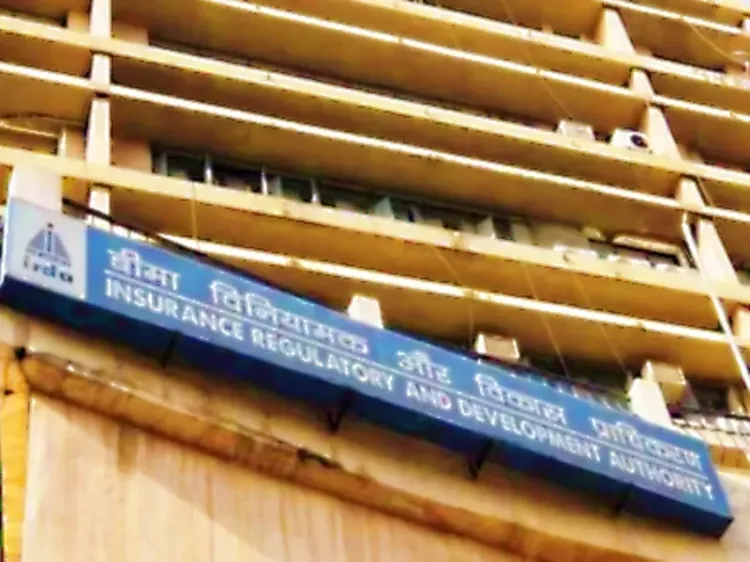 irda
बीमा विनियामक और विकास प्राधिकरण
INSURANCE REGULATORY AND DEVELOPMENT AUTHORITY